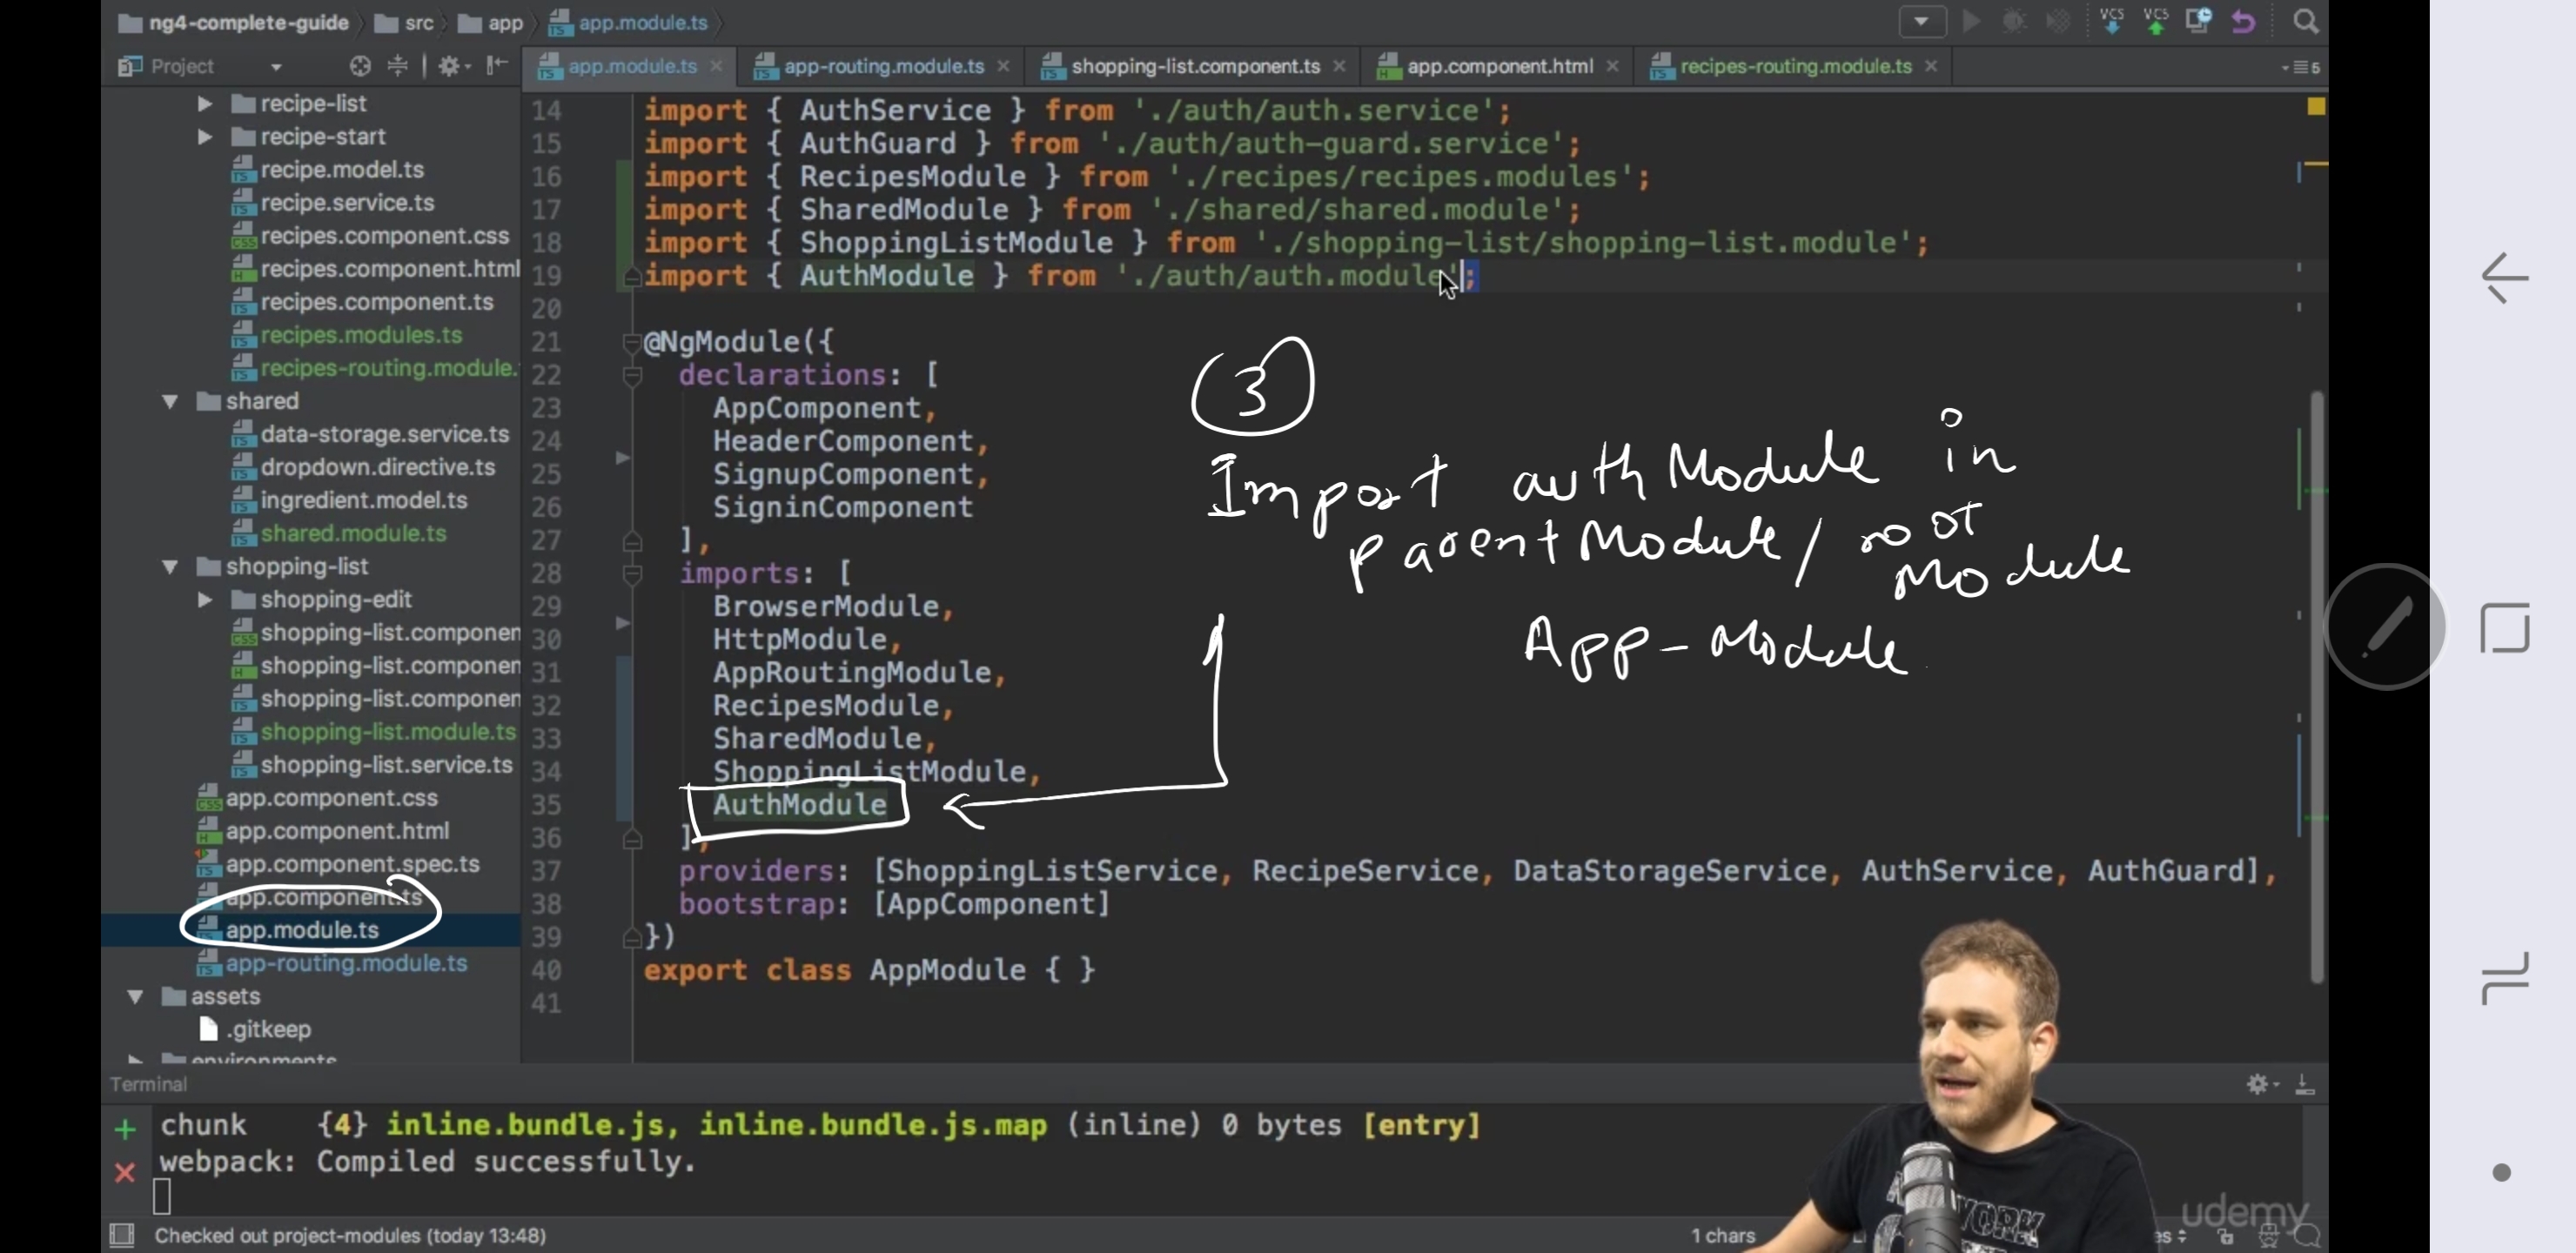 ng4-complete-guide src app app.module.ts
VCS VCS
Project
app.module.ts app-routing.module.ts shopping-list.component.ts app.component.html recipes-routing.module.ts 5
recipe-list
recipe-start
recipe.model.ts
recipe.service.ts
recipes.component.css
recipes.component.html
recipes.component.ts
recipes.modules.ts
recipes-routing.module.
shared
data-storage.service.ts
dropdown.directive.ts
ingredient.model.ts
shared.module.ts
shopping-list
shopping-edit
shopping-list.componen
shopping-list.componen
shopping-list.componen
shopping-list.module.ts
shopping-list.service.ts
app.component.css
app.component.html
app.component.spec.ts
app.component.ts
app.module.ts
app-routing.module.ts
assets
.gitkeep
environments
14 import { AuthService } from './auth/auth.service';
15 import { AuthGuard } from './auth/auth-guard.service';
16 import { RecipesModule } from './recipes/recipes.modules';
17 import { SharedModule } from './shared/shared.module';
18 import { ShoppingListModule } from './shopping-list/shopping-list.module';
19 import { AuthModule } from './auth/auth.module';
20
21 @NgModule({
22 declarations: [
23 AppComponent,
24 HeaderComponent,
25 SignupComponent,
26 SigninComponent
27 ],
28 imports: [
29 BrowserModule,
30 HttpModule,
31 AppRoutingModule,
32 RecipesModule,
33 SharedModule,
34 ShoppingListModule,
35 AuthModule
36 ],
37 providers: [ShoppingListService, RecipeService, DataStorageService, AuthService, AuthGuard],
38 bootstrap: [AppComponent]
39 })
40 export class AppModule { }
41
3
Import authModule in
parentModule/ root
Module
App-Module
Terminal
chunk {4} inline.bundle.js, inline.bundle.js.map (inline) 0 bytes [entry]
webpack: Compiled successfully.
Checked out project-modules (today 13:48)
1 chars
udemy